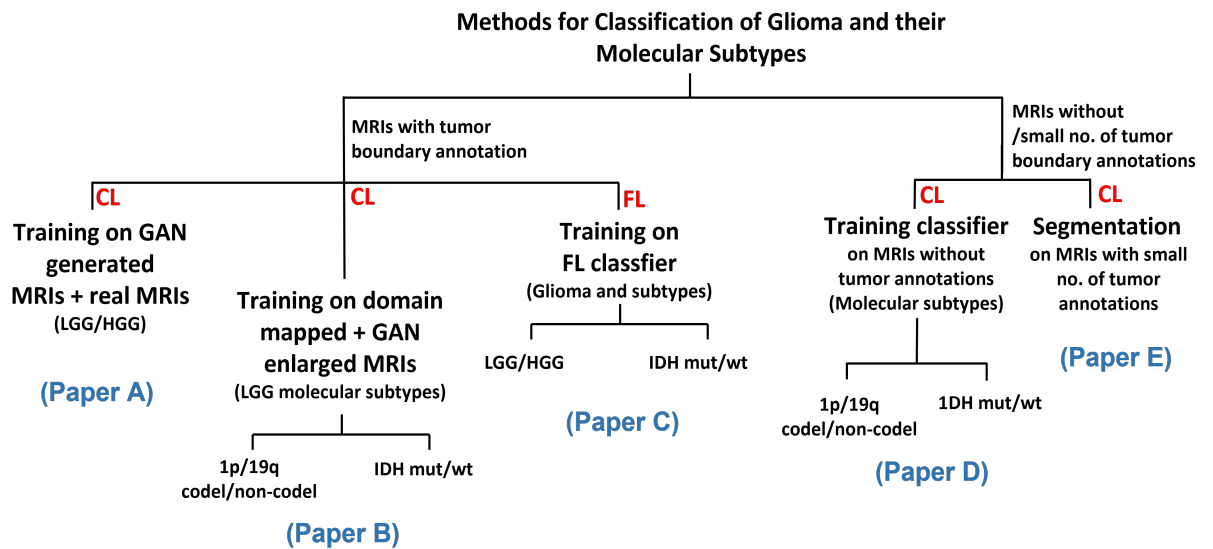 Methods for Classification of Glioma and their
Molecular Subtypes
MRIs with tumor
boundary annotation
MRIs without
/small no. of tumor
boundary annotations
CL
Training on GAN
generated
MRIs + real MRIs
(LGG/HGG)
(Paper A)
CL
Training on domain
mapped + GAN
enlarged MRIs
(LGG molecular subtypes)
1p/19q
codel/non-codel
IDH mut/wt
(Paper B)
FL
Training on
FL classfier
(Glioma and subtypes)
LGG/HGG
IDH mut/wt
(Paper C)
CL
Training classifier
on MRIs without
tumor annotations
(Molecular subtypes)
1p/19q
codel/non-codel
1DH mut/wt
(Paper D)
CL
Segmentation
on MRIs with small
no. of tumor
annotations
(Paper E)